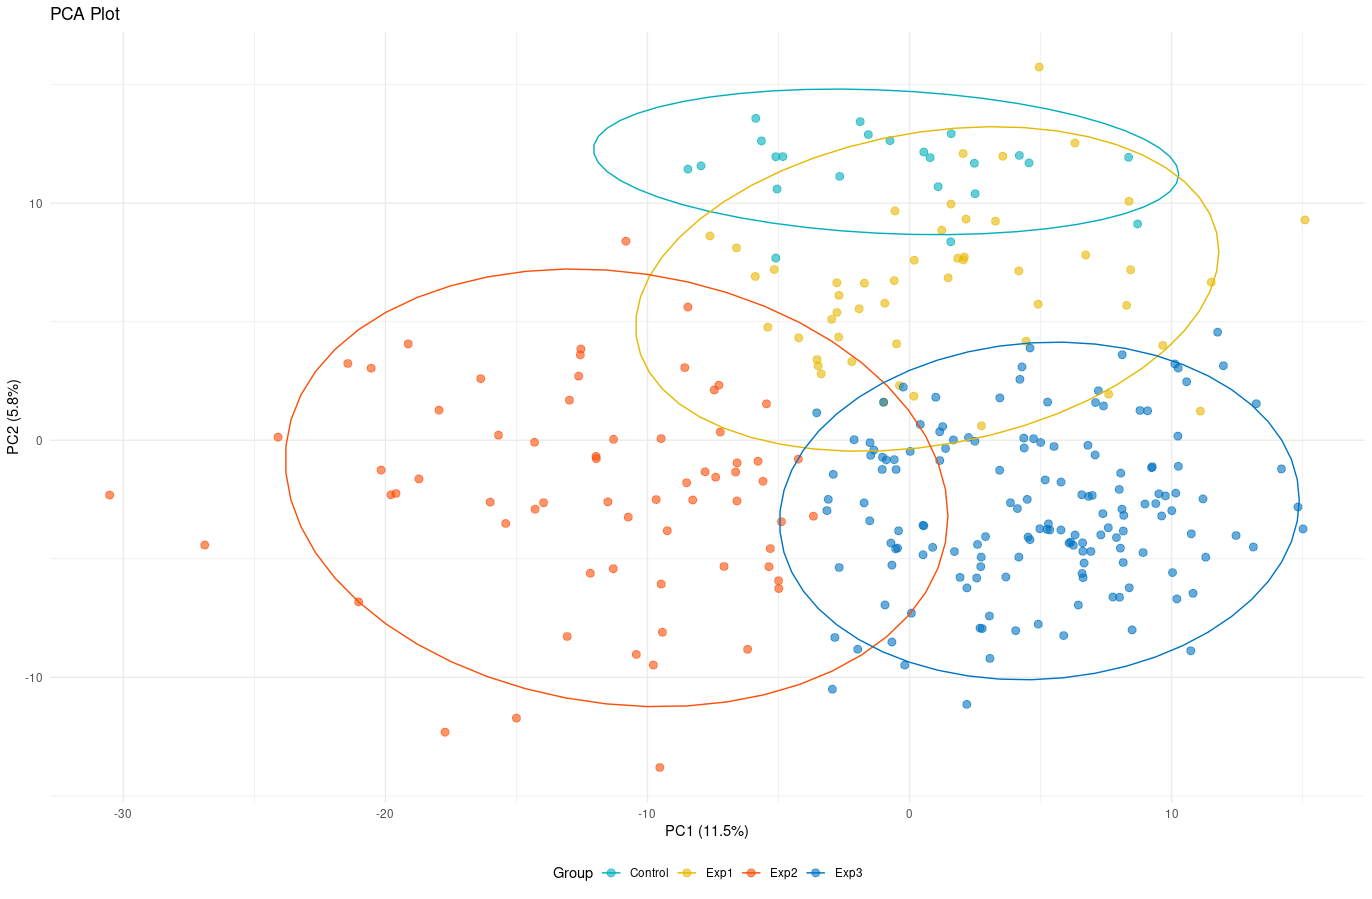 PCA Plot
10
0
-10
PC2 (5.8%)
-30 -20 -10 0 10
PC1 (11.5%)
Group Control Exp1 Exp2 Exp3